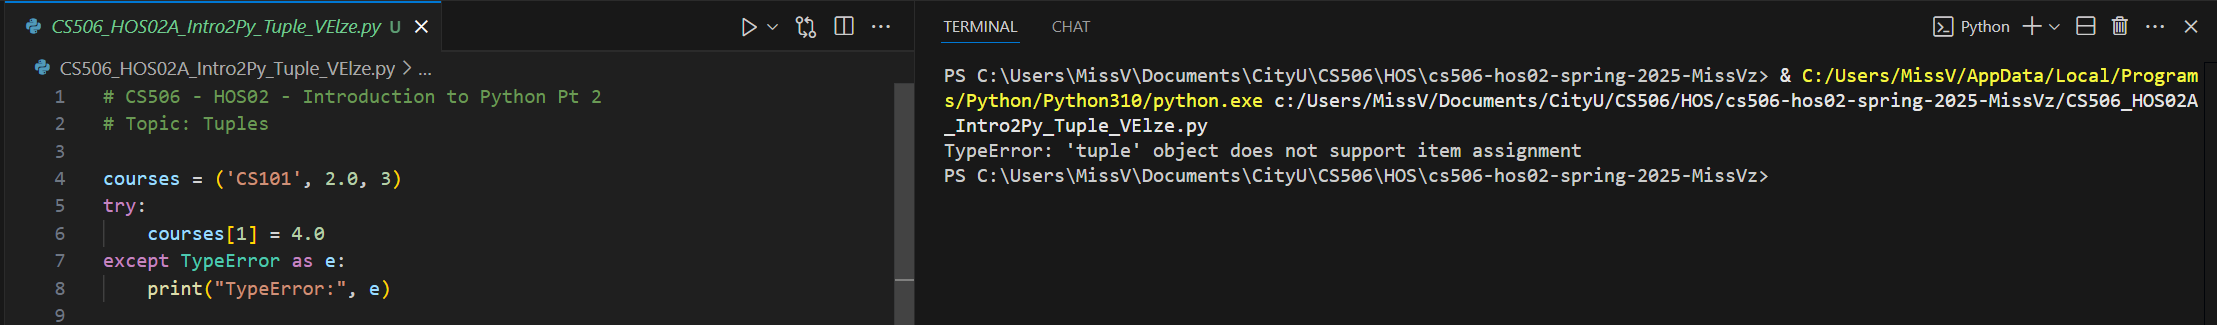 CS506_HOS02A_Intro2Py_Tuple_VElze.py U
CS506_HOS02A_Intro2Py_Tuple_VElze.py > ...
1 # CS506 - HOS02 - Introduction to Python Pt 2
2 # Topic: Tuples
3
4 courses = ('CS101', 2.0, 3)
5 try:
6     courses[1] = 4.0
7 except TypeError as e:
8     print("TypeError:", e)
9
TERMINAL CHAT
Python
PS C:\Users\MissV\Documents\CityU\CS506\HOS\cs506-hos02-spring-2025-MissVz> & C:/Users/MissV/AppData/Local/Program
s/Python/Python310/python.exe c:/Users/MissV/Documents/CityU/CS506/HOS/cs506-hos02-spring-2025-MissVz/CS506_HOS02A
_Intro2Py_Tuple_VElze.py
TypeError: 'tuple' object does not support item assignment
PS C:\Users\MissV\Documents\CityU\CS506\HOS\cs506-hos02-spring-2025-MissVz>